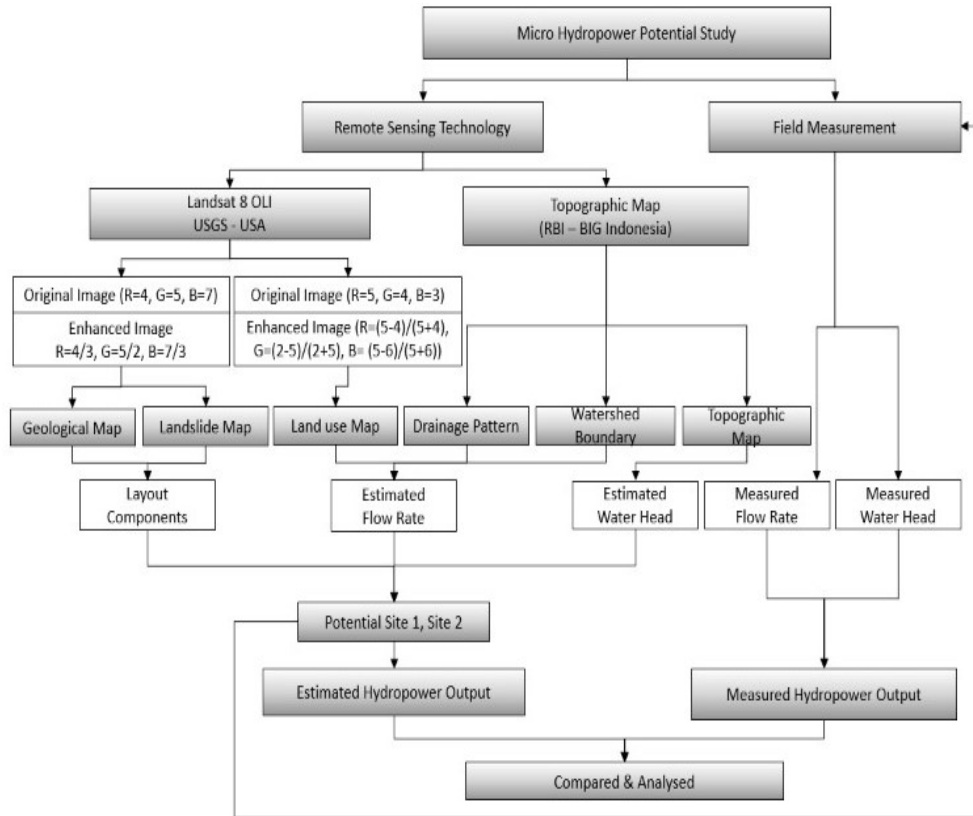 Micro Hydropower Potential Study
Remote Sensing Technology
Field Measurement
Landsat 8 OLI
USGS - USA
Topographic Map
(RBI – BIG Indonesia)
Original Image (R=4, G=5, B=7)
Enhanced Image
R=4/3, G=5/2, B=7/3
Original Image (R=5, G=4, B=3)
Enhanced Image (R=(5-4)/(5+4),
G=(2-5)/(2+5), B= (5-6)/(5+6))
Geological Map
Landslide Map
Land use Map
Drainage Pattern
Watershed
Boundary
Topographic
Map
Layout
Components
Estimated
Flow Rate
Estimated
Water Head
Measured
Flow Rate
Measured
Water Head
Potential Site 1, Site 2
Estimated Hydropower Output
Measured Hydropower Output
Compared & Analysed